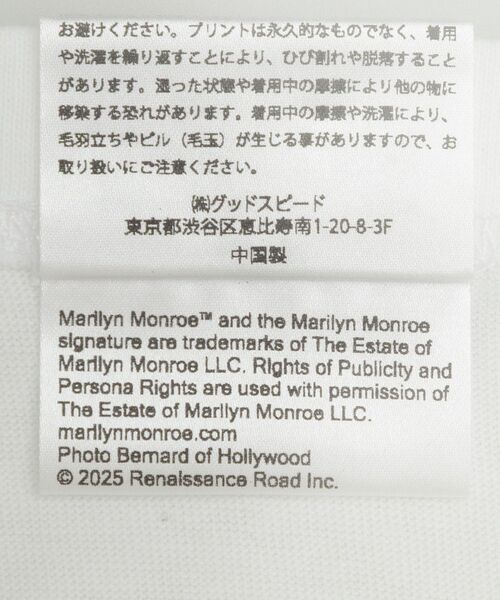 お避けください。プリントは永久的なものでなく、着用
や洗濯を繰り返すことにより、ひび割れや脱落すること
があります。湿った状態や着用中の摩擦により他の物に
移染する恐れがあります。着用中の摩擦や洗濯により、
毛羽立ちやピル（毛玉）が生じる事がありますので、お
取り扱いにご注意ください。
㈱グッドスピード
東京都渋谷区恵比寿南1-20-8-3F
中国製
Marilyn Monroe™ and the Marilyn Monroe
signature are trademarks of The Estate of
Marilyn Monroe LLC. Rights of Publicity and
Persona Rights are used with permission of
The Estate of Marilyn Monroe LLC.
marilynmonroe.com
Photo Bernard of Hollywood
© 2025 Renaissance Road Inc.